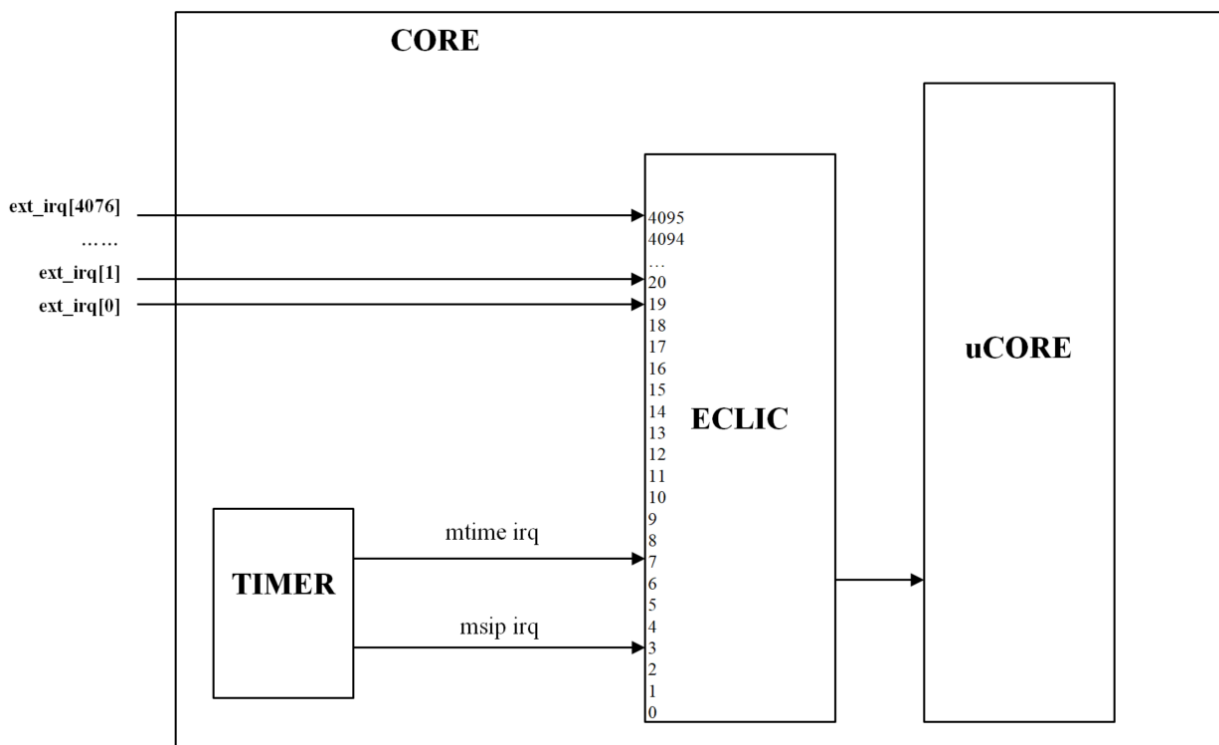 CORE
ext_irq[4076]
……
ext_irq[1]
ext_irq[0]
4095
4094
…
20
19
18
17
16
15
14
13
12
11
10
9
8
7
6
5
4
3
2
1
0
ECLIC
uCORE
TIMER
mtime irq
msip irq